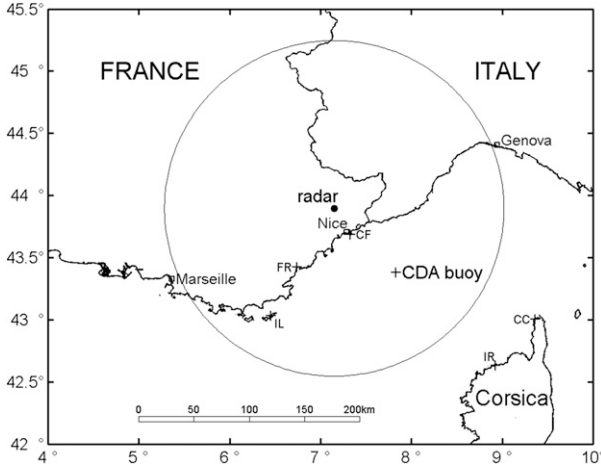 45.5 °
45 °
FRANCE
ITALY
44.5 °
Genova
44 °
radar
Nice
CF
43.5 °
FR
CDA buoy
Marseille
43 °
IL
CC
IR
42.5 °
Corsica
0 50 100 150 200km
42 °
4 ° 5 ° 6 ° 7 ° 8 ° 9 ° 10°